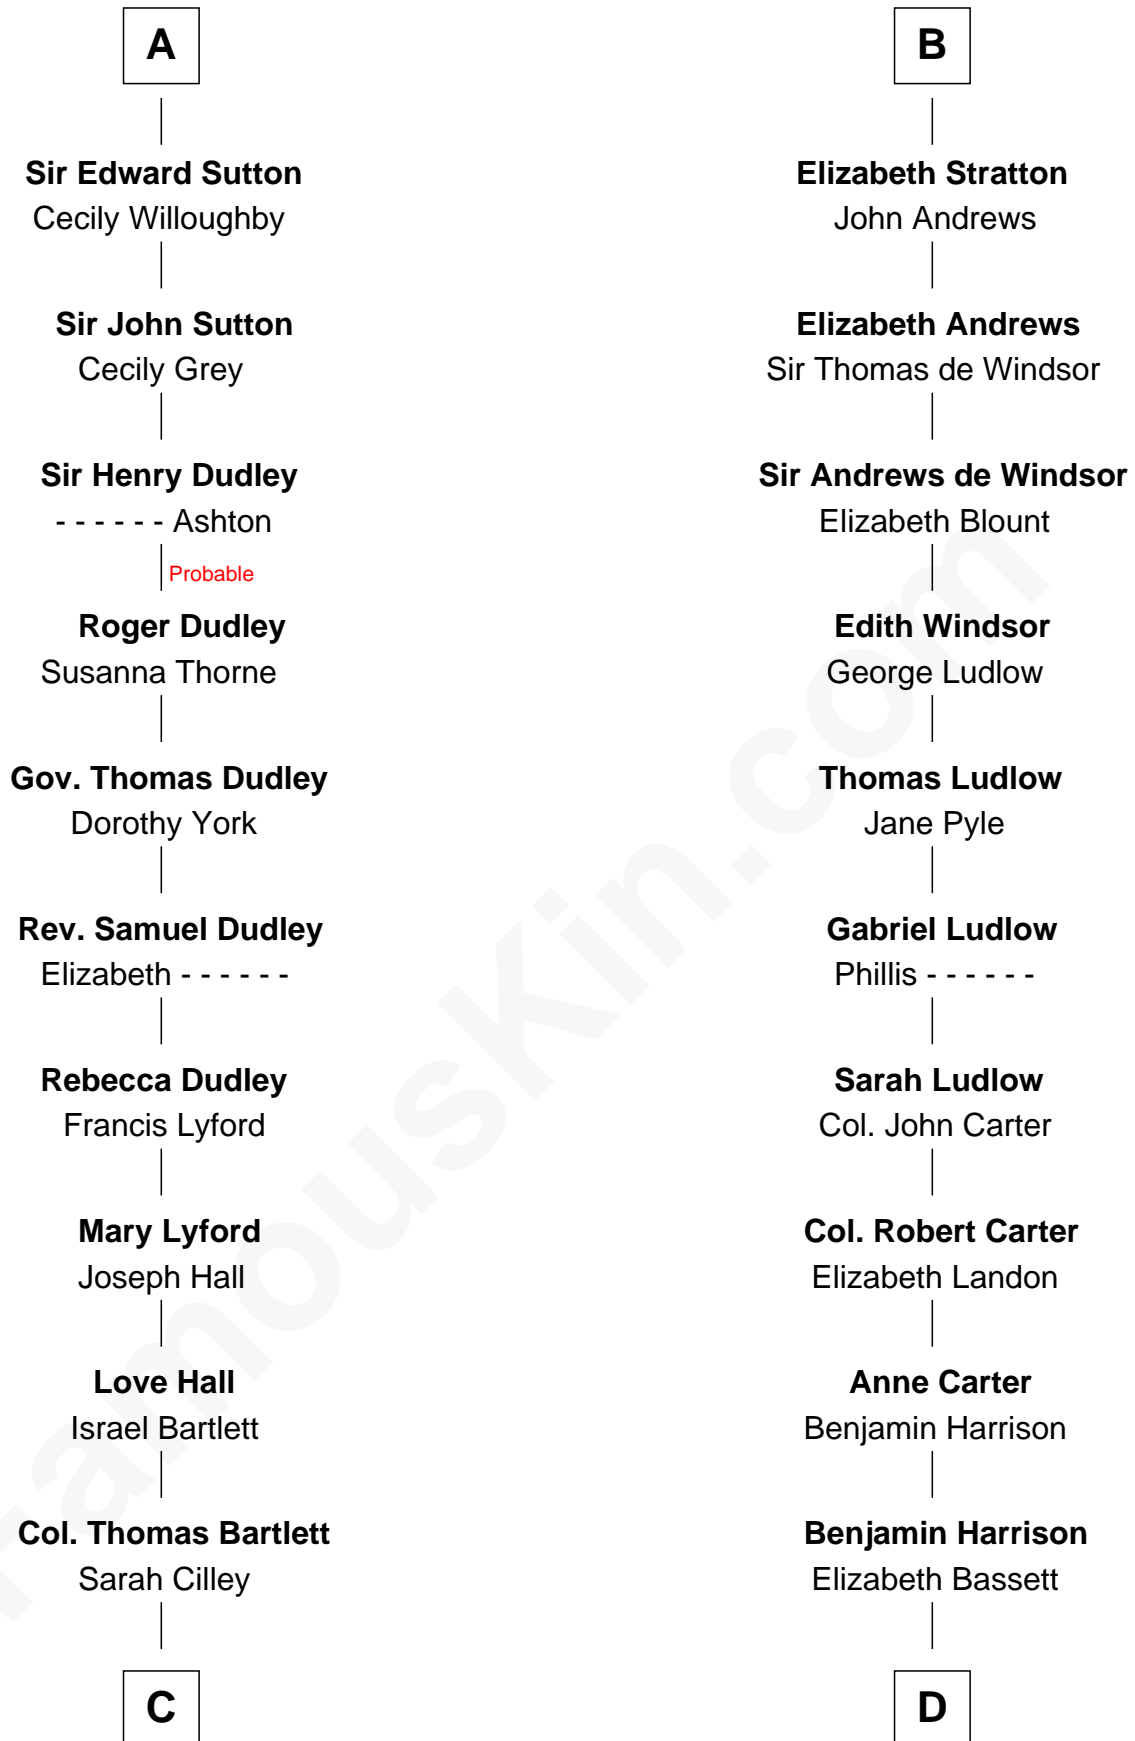 A
Sir Edward Sutton
Cecily Willoughby
Sir John Sutton
Cecily Grey
Sir Henry Dudley
- - - - - - Ashton
Probable
Roger Dudley
Susanna Thorne
Gov. Thomas Dudley
Dorothy York
Rev. Samuel Dudley
Elizabeth - - - - - -
Rebecca Dudley
Francis Lyford
Mary Lyford
Joseph Hall
Love Hall
Israel Bartlett
Col. Thomas Bartlett
Sarah Cilley
C
B
Elizabeth Stratton
John Andrews
Elizabeth Andrews
Sir Thomas de Windsor
Sir Andrews de Windsor
Elizabeth Blount
Edith Windsor
George Ludlow
Thomas Ludlow
Jane Pyle
Gabriel Ludlow
Phillis - - - - - -
Sarah Ludlow
Col. John Carter
Col. Robert Carter
Elizabeth Landon
Anne Carter
Benjamin Harrison
Benjamin Harrison
Elizabeth Bassett
D
FamousKin.com